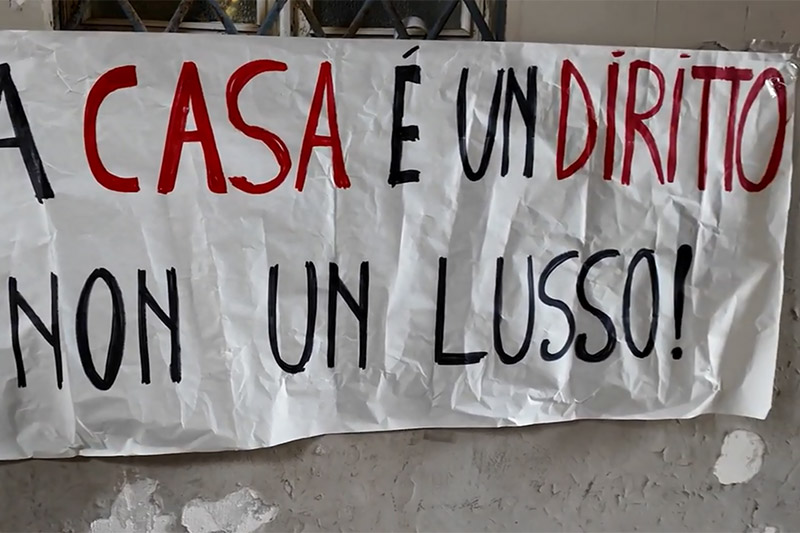 A CASA É UN DIRITTO
NON UN LUSSO!